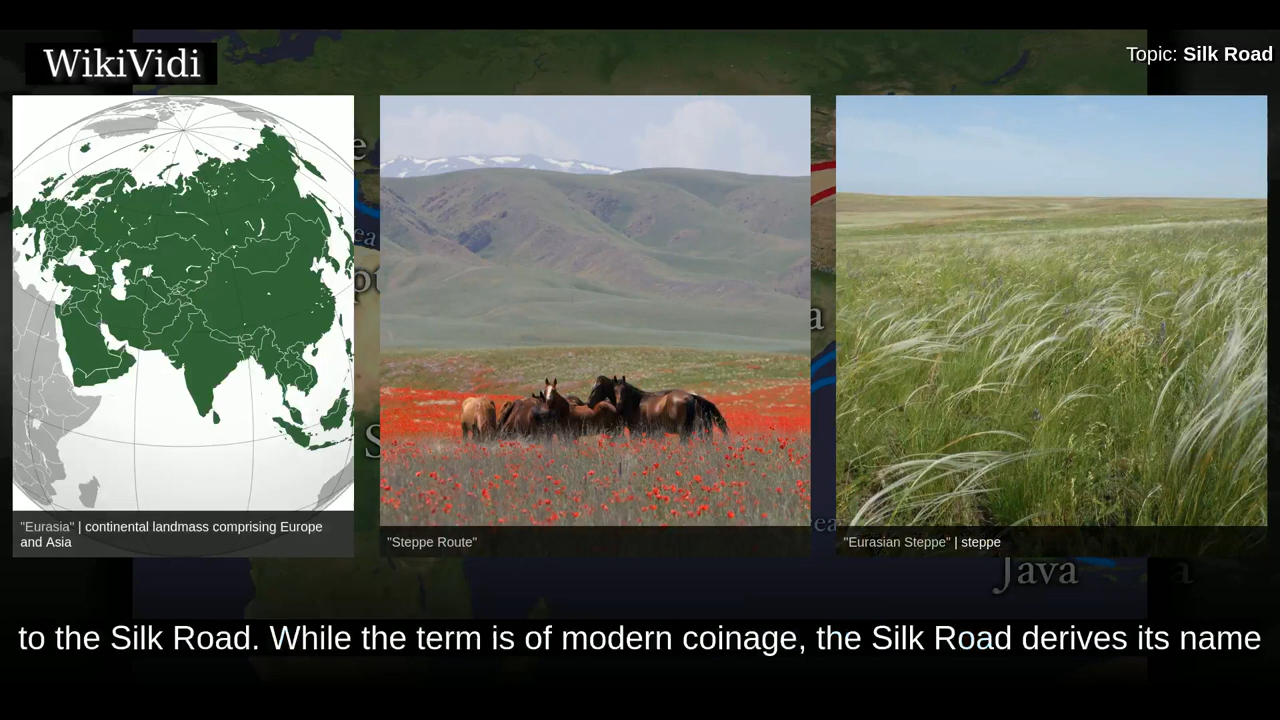 WikiVidi
Topic: Silk Road
"Eurasia" | continental landmass comprising Europe
and Asia
"Steppe Route"
"Eurasian Steppe" | steppe
Java
to the Silk Road. While the term is of modern coinage, the Silk Road derives its name